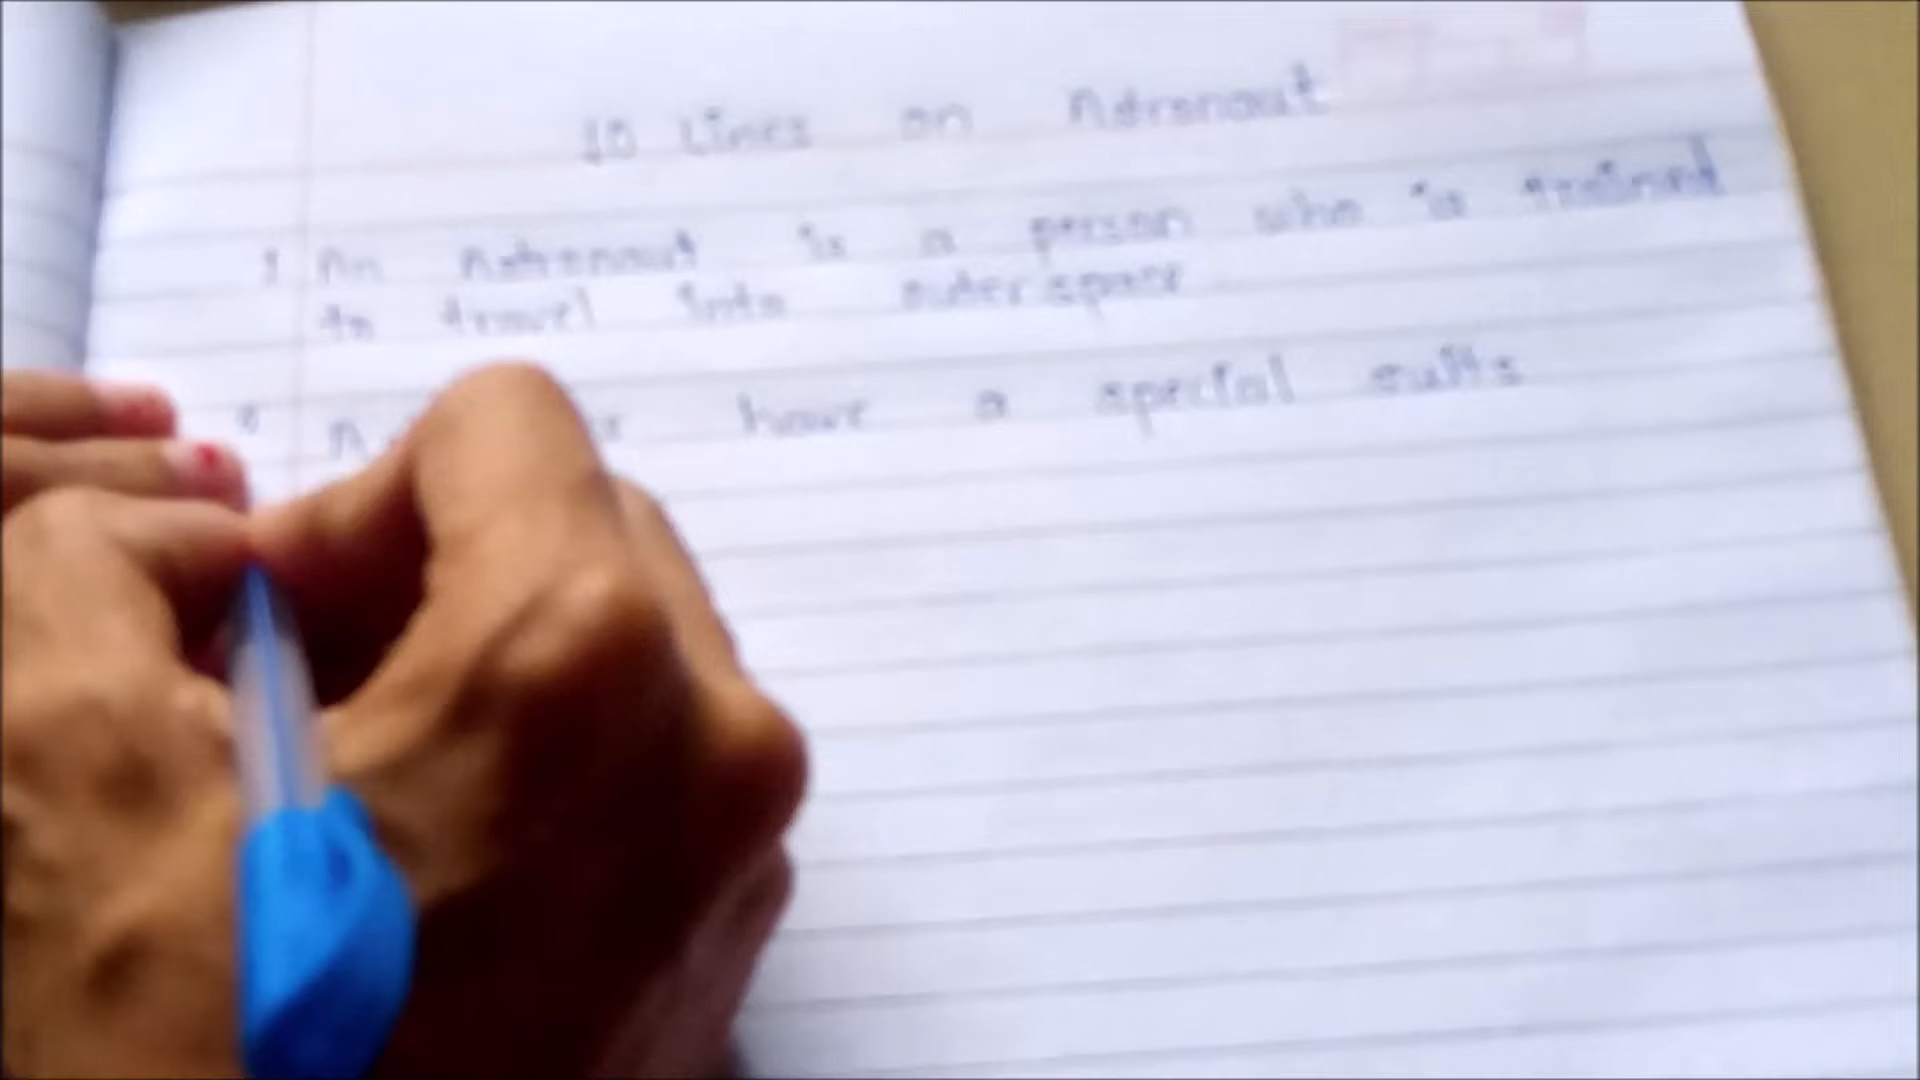 10 Lines on Astronaut
1 An Astronaut is a person who is trained
to travel into outer space
have a special suits